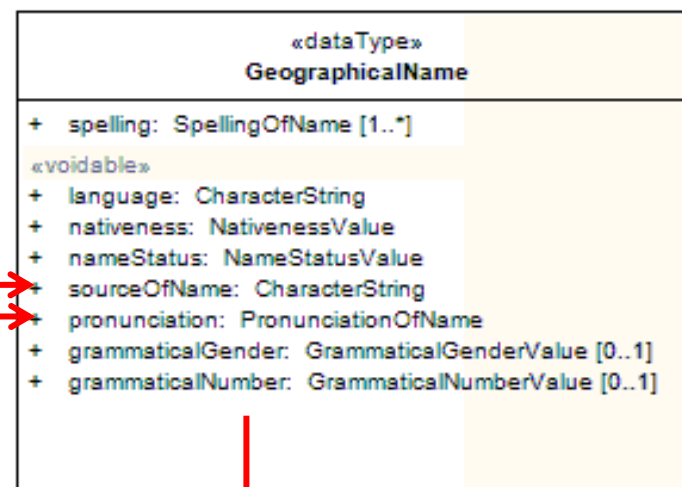 «dataType»
GeographicalName
+ spelling: SpellingOfName [1..*]
«voidable»
+ language: CharacterString
+ nativeness: NativenessValue
+ nameStatus: NameStatusValue
+ sourceOfName: CharacterString
+ pronunciation: PronunciationOfName
+ grammaticalGender: GrammaticalGenderValue [0..1]
+ grammaticalNumber: GrammaticalNumberValue [0..1]